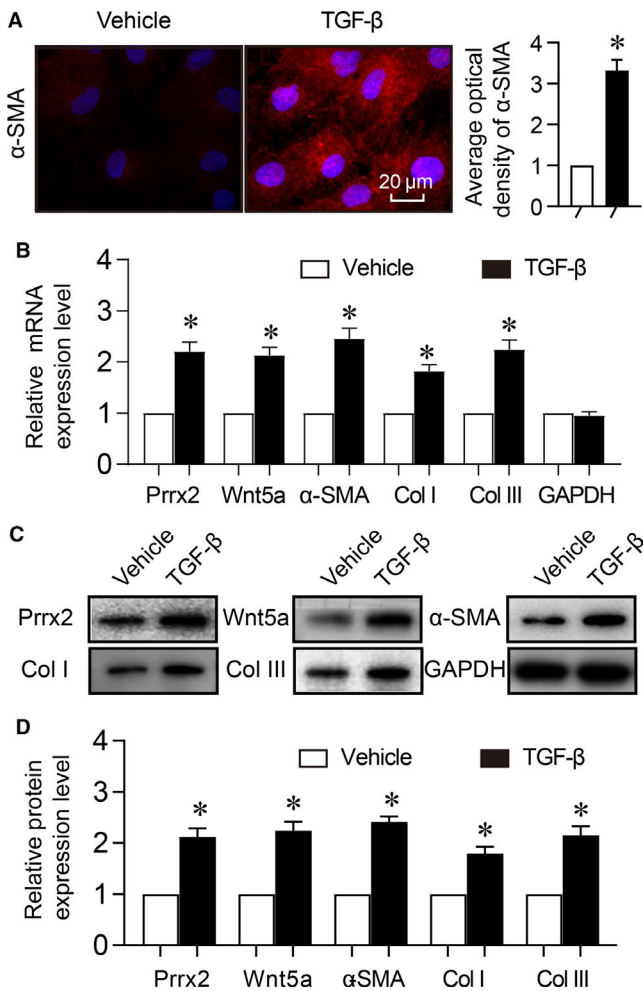 A
Vehicle
TGF-β
α-SMA
20 μm
Average optical
density of α-SMA
4
3
2
1
0
*
B
Relative mRNA
expression level
4
3
2
1
0
Vehicle
TGF-β
* * * * *
Prrx2 Wnt5a α-SMA Col I Col III GAPDH
C
Vehicle TGF-β Vehicle TGF-β Vehicle TGF-β
Prrx2 Wnt5a α-SMA
Col I Col III GAPDH
D
Relative protein
expression level
4
3
2
1
0
Vehicle
TGF-β
* * * * *
Prrx2 Wnt5a αSMA Col I Col III